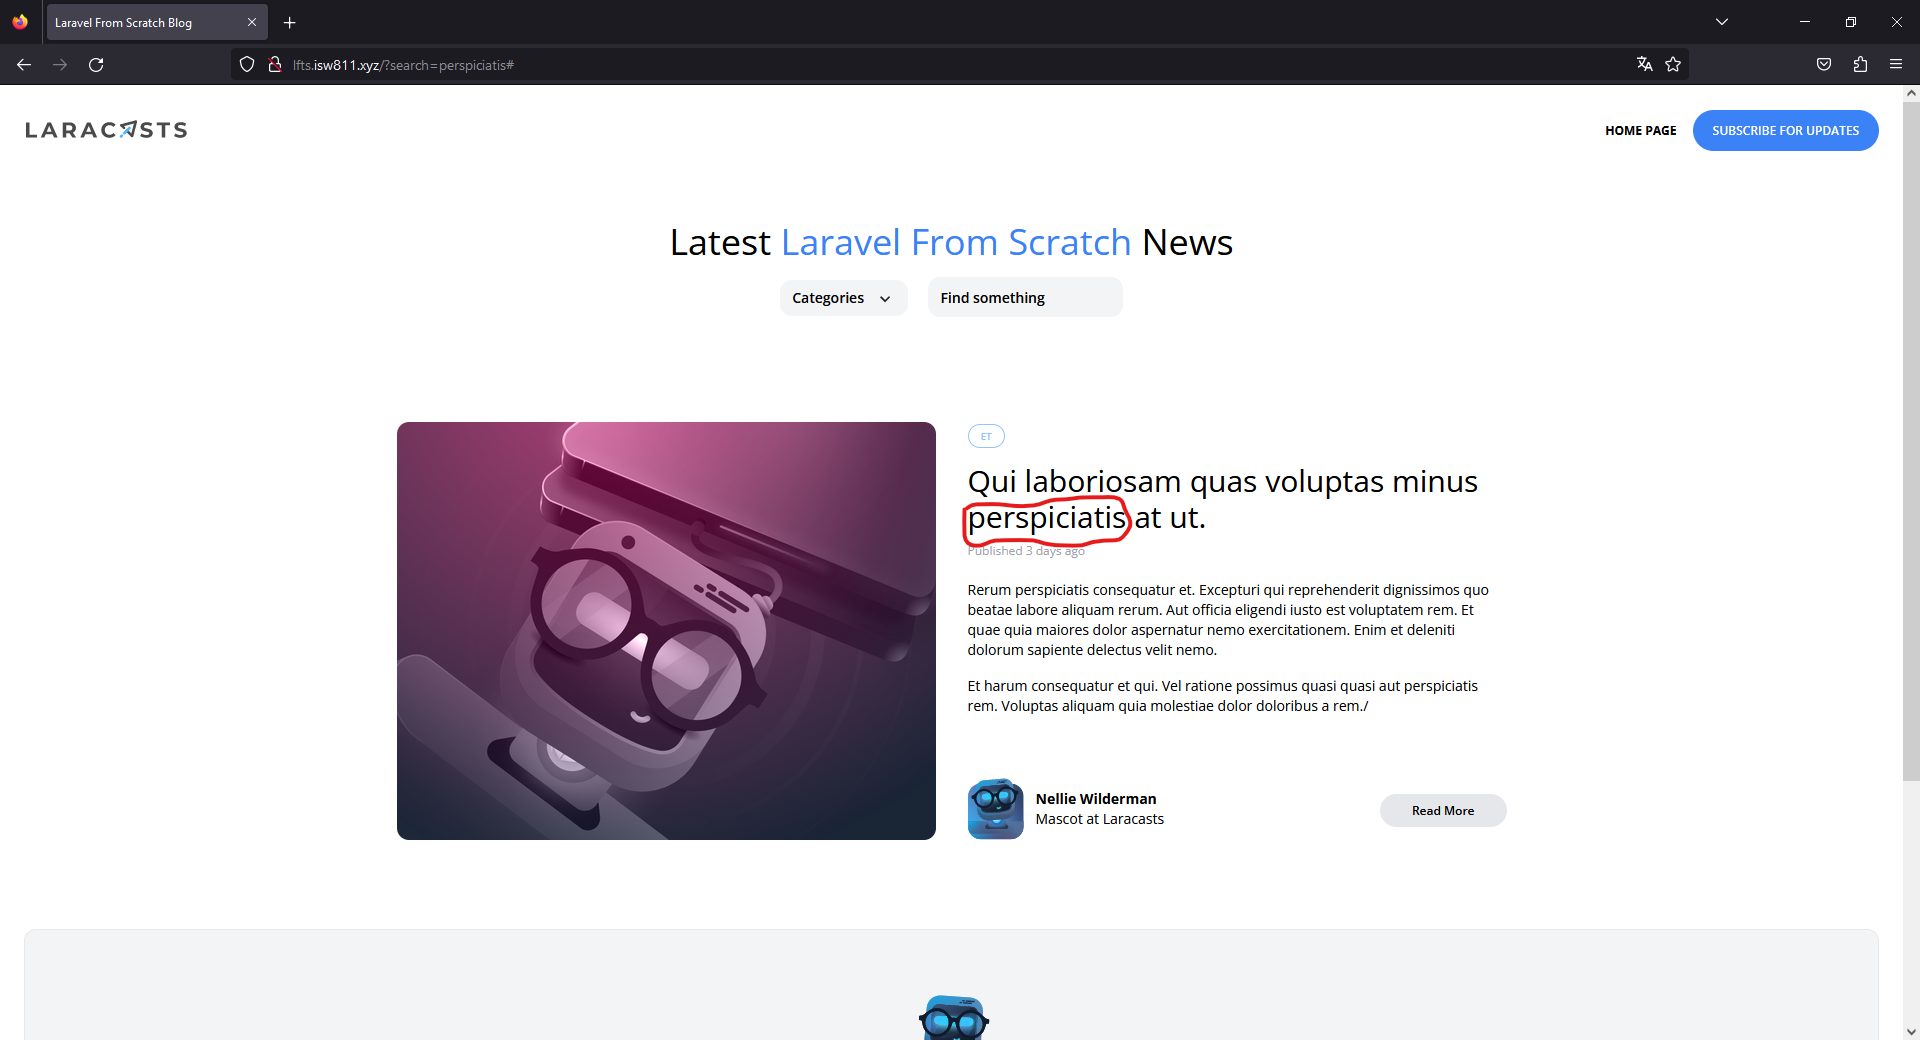 Laravel From Scratch Blog
lfts.isw811.xyz/?search=perspiciatis#
LARACASTS
HOME PAGE
SUBSCRIBE FOR UPDATES
Latest Laravel From Scratch News
Categories
Find something
ET
Qui laboriosam quas voluptas minus
perspiciatis at ut.
Published 3 days ago
Rerum perspiciatis consequatur et. Excepturi qui reprehenderit dignissimos quo
beatae labore aliquam rerum. Aut officia eligendi iusto est voluptatem rem. Et
quae quia maiores dolor aspernatur nemo exercitationem. Enim et deleniti
dolorum sapiente delectus velit nemo.
Et harum consequatur et qui. Vel ratione possimus quasi quasi aut perspiciatis
rem. Voluptas aliquam quia molestiae dolor doloribus a rem./
Nellie Wilderman
Mascot at Laracasts
Read More